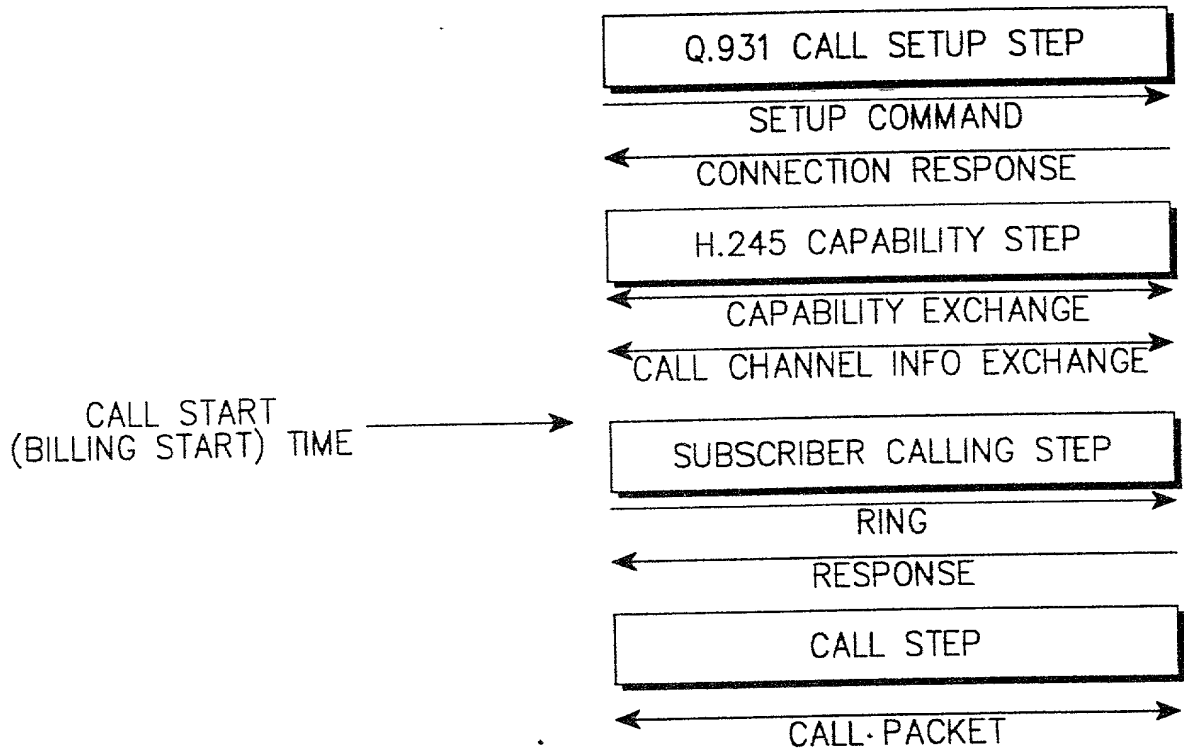 Q.931 CALL SETUP STEP
SETUP COMMAND
CONNECTION RESPONSE
H.245 CAPABILITY STEP
CAPABILITY EXCHANGE
CALL CHANNEL INFO EXCHANGE
CALL START
(BILLING START) TIME
SUBSCRIBER CALLING STEP
RING
RESPONSE
CALL STEP
CALL PACKET